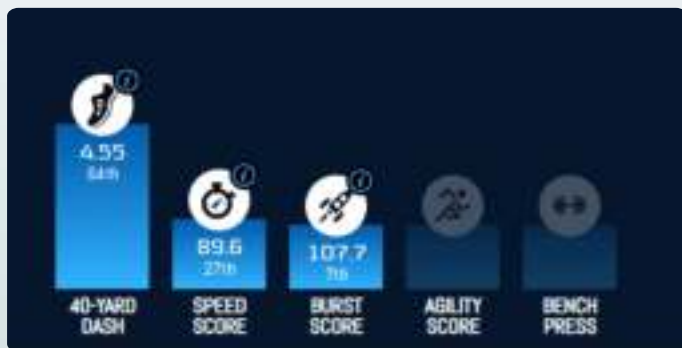 4.55
64th
89.6
27th
107.7
7th
40-YARD
DASH
SPEED
SCORE
BURST
SCORE
AGILITY
SCORE
BENCH
PRESS